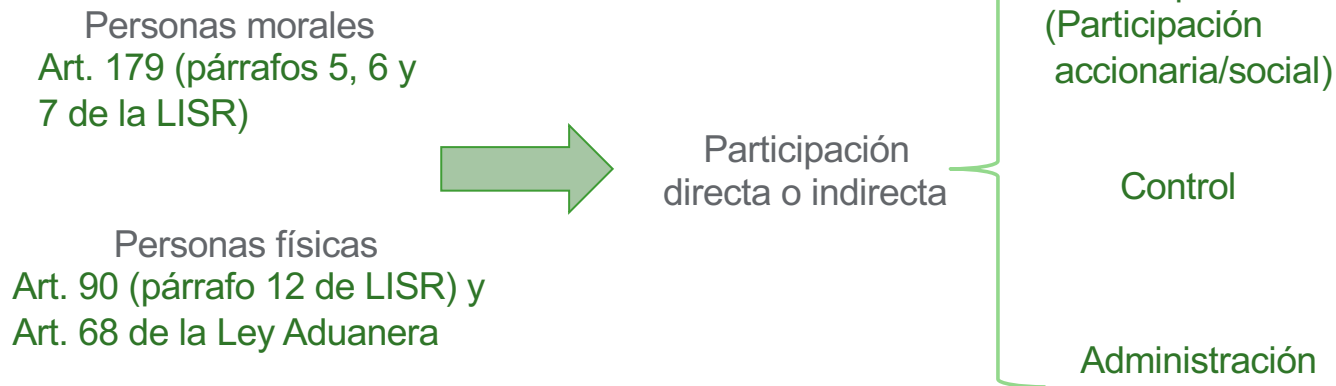 Personas morales
Art. 179 (párrafos 5, 6 y
7 de la LISR)
Personas físicas
Art. 90 (párrafo 12 de LISR) y
Art. 68 de la Ley Aduanera
Participación
directa o indirecta
(Participación
accionaria/social)
Control
Administración